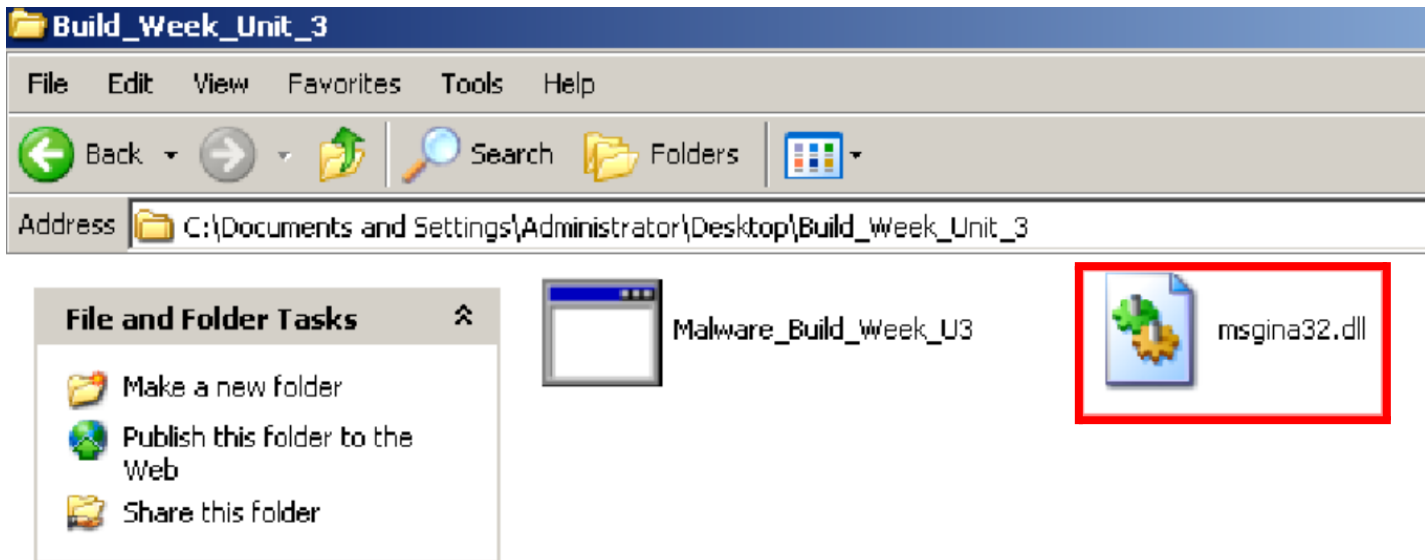 Build_Week_Unit_3
File Edit View Favorites Tools Help
Back Search Folders
Address C:\Documents and Settings\Administrator\Desktop\Build_Week_Unit_3
File and Folder Tasks
Make a new folder
Publish this folder to the
Web
Share this folder
Malware_Build_Week_U3
msgina32.dll